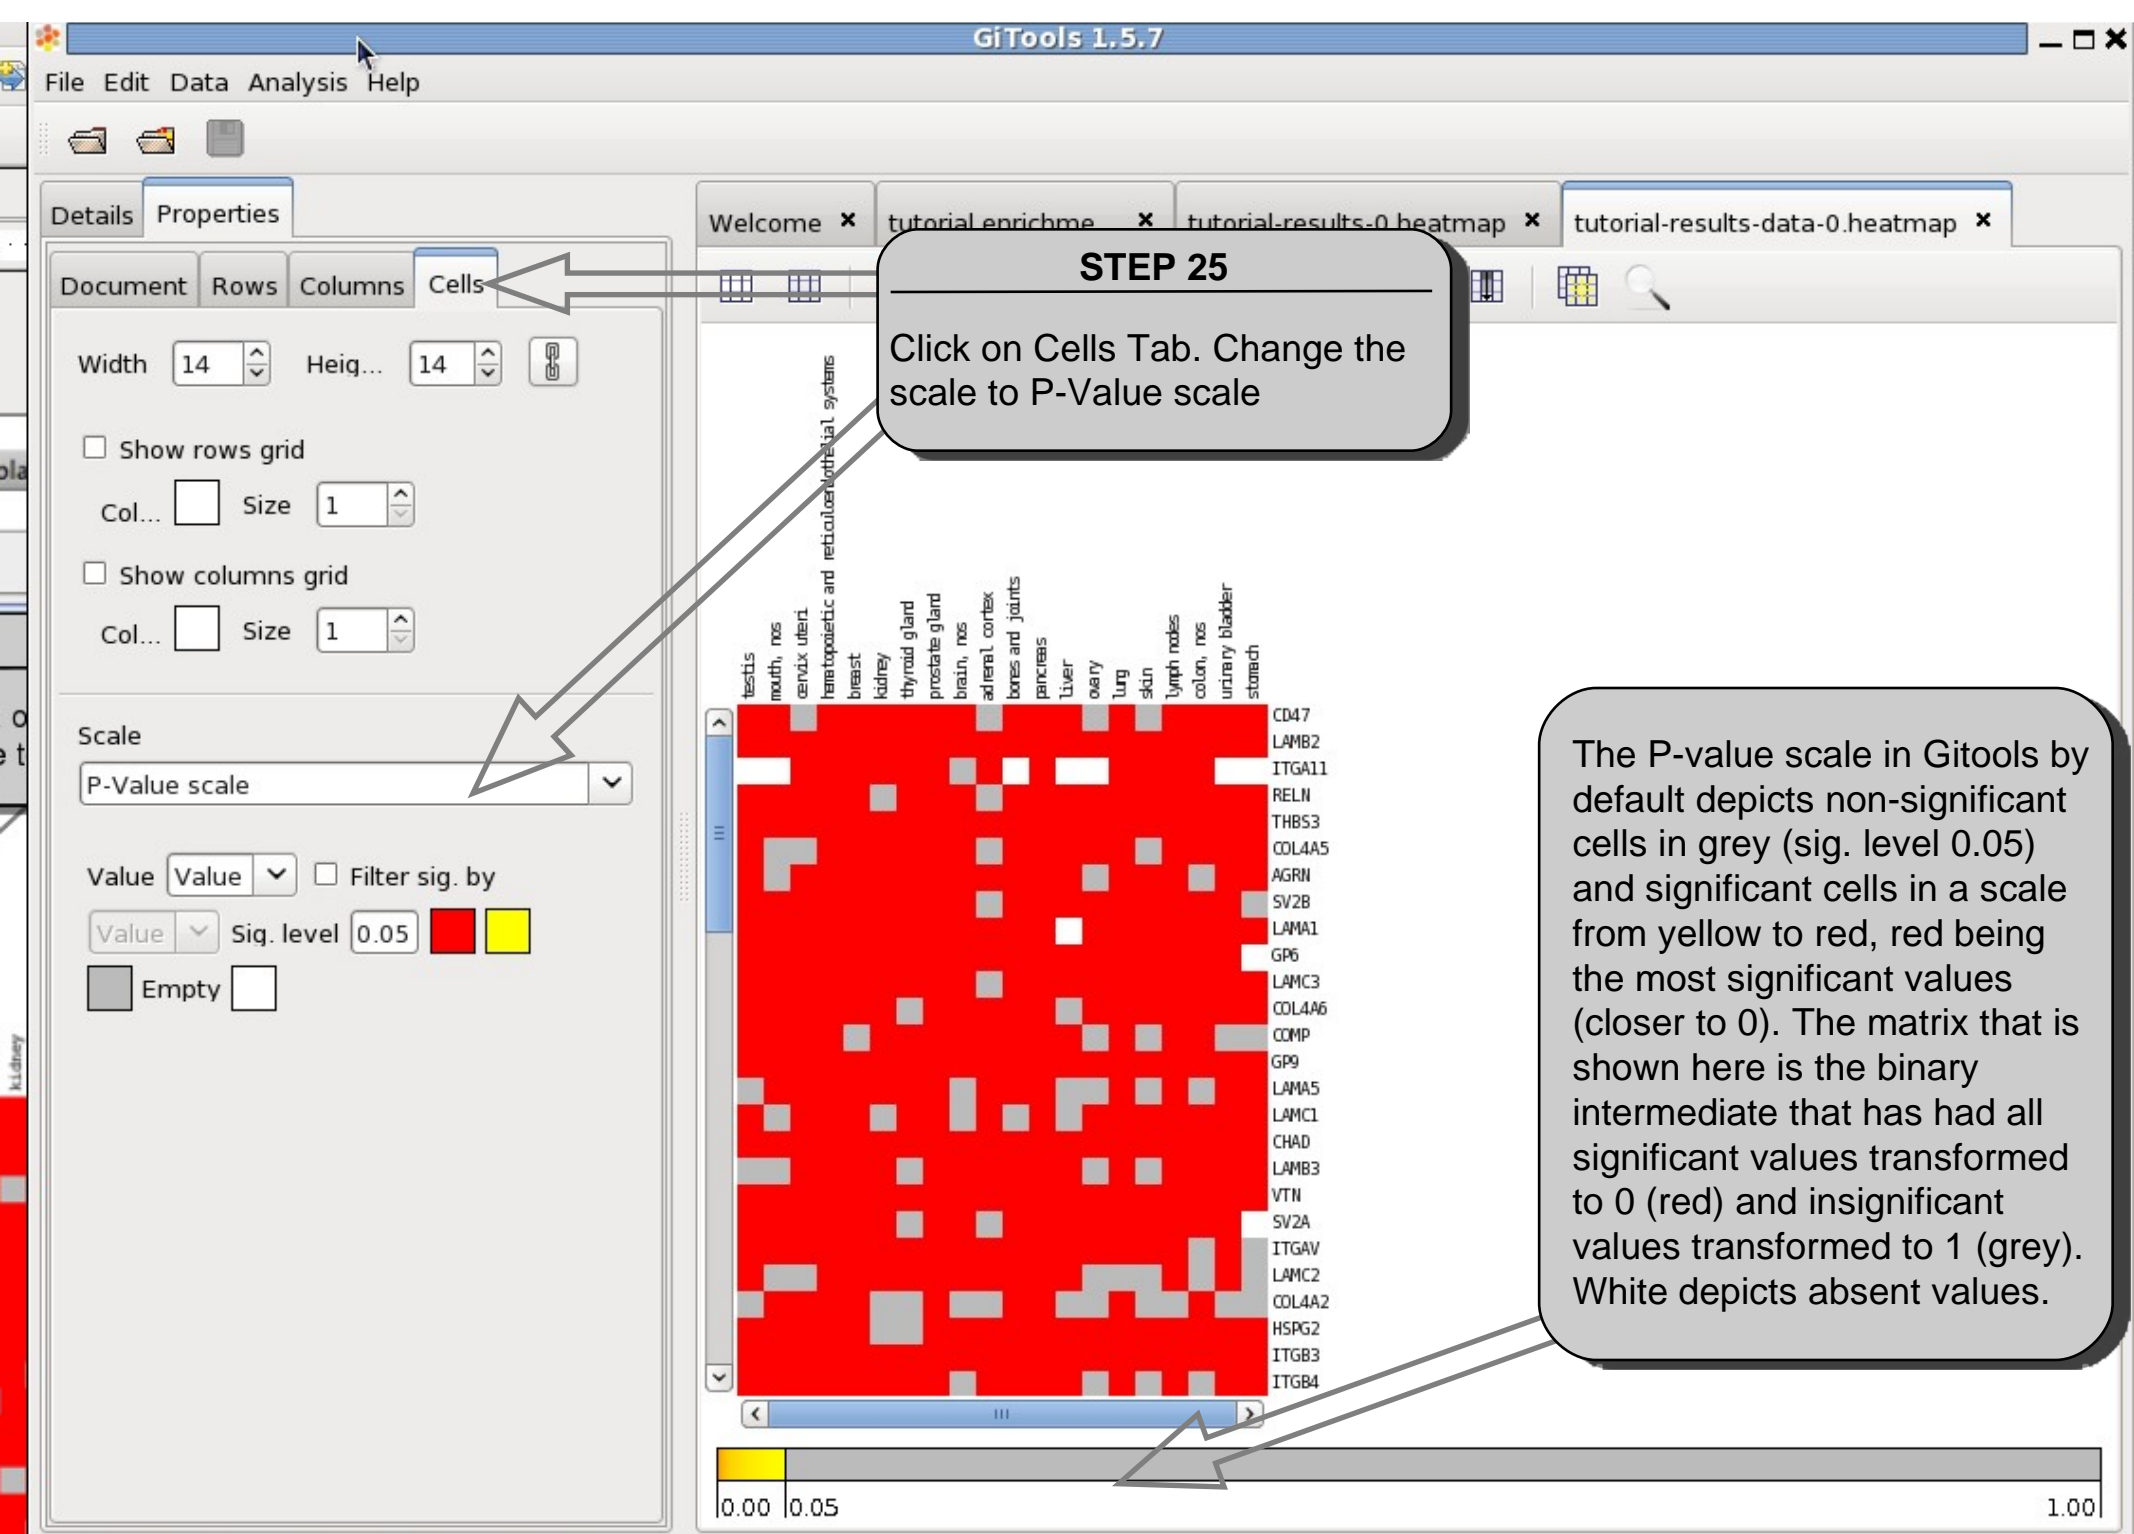 GiTools 1.5.7
File Edit Data Analysis Help
Details Properties
Document Rows Columns Cells
Width 14 Heig... 14
Show rows grid
Col... Size 1
Show columns grid
Col... Size 1
Scale
P-Value scale
Value Value Filter sig. by
Value Sig. level 0.05
Empty
Welcome tutorial.enrichme tutorial-results-0.heatmap tutorial-results-data-0.heatmap
STEP 25
Click on Cells Tab. Change the
scale to P-Value scale
testis
mouth, nos
cervix uteri
hematopoietic and reticuloendothelial systems
breast
kidney
thyroid gland
prostate gland
brain, nos
adrenal cortex
bones and joints
pancreas
liver
ovary
lung
skin
lymph nodes
colon, nos
urinary bladder
stomach
CD47
LAMB2
ITGA11
RELN
THBS3
COL4A5
AGRN
SV2B
LAMA1
GP6
LAMC3
COL4A6
COMP
GP9
LAMA5
LAMC1
CHAD
LAMB3
VTN
SV2A
ITGAV
LAMC2
COL4A2
HSPG2
ITGB3
ITGB4
The P-value scale in Gitools by
default depicts non-significant
cells in grey (sig. level 0.05)
and significant cells in a scale
from yellow to red, red being
the most significant values
(closer to 0). The matrix that is
shown here is the binary
intermediate that has had all
significant values transformed
to 0 (red) and insignificant
values transformed to 1 (grey).
White depicts absent values.
0.00 0.05 1.00
kidney